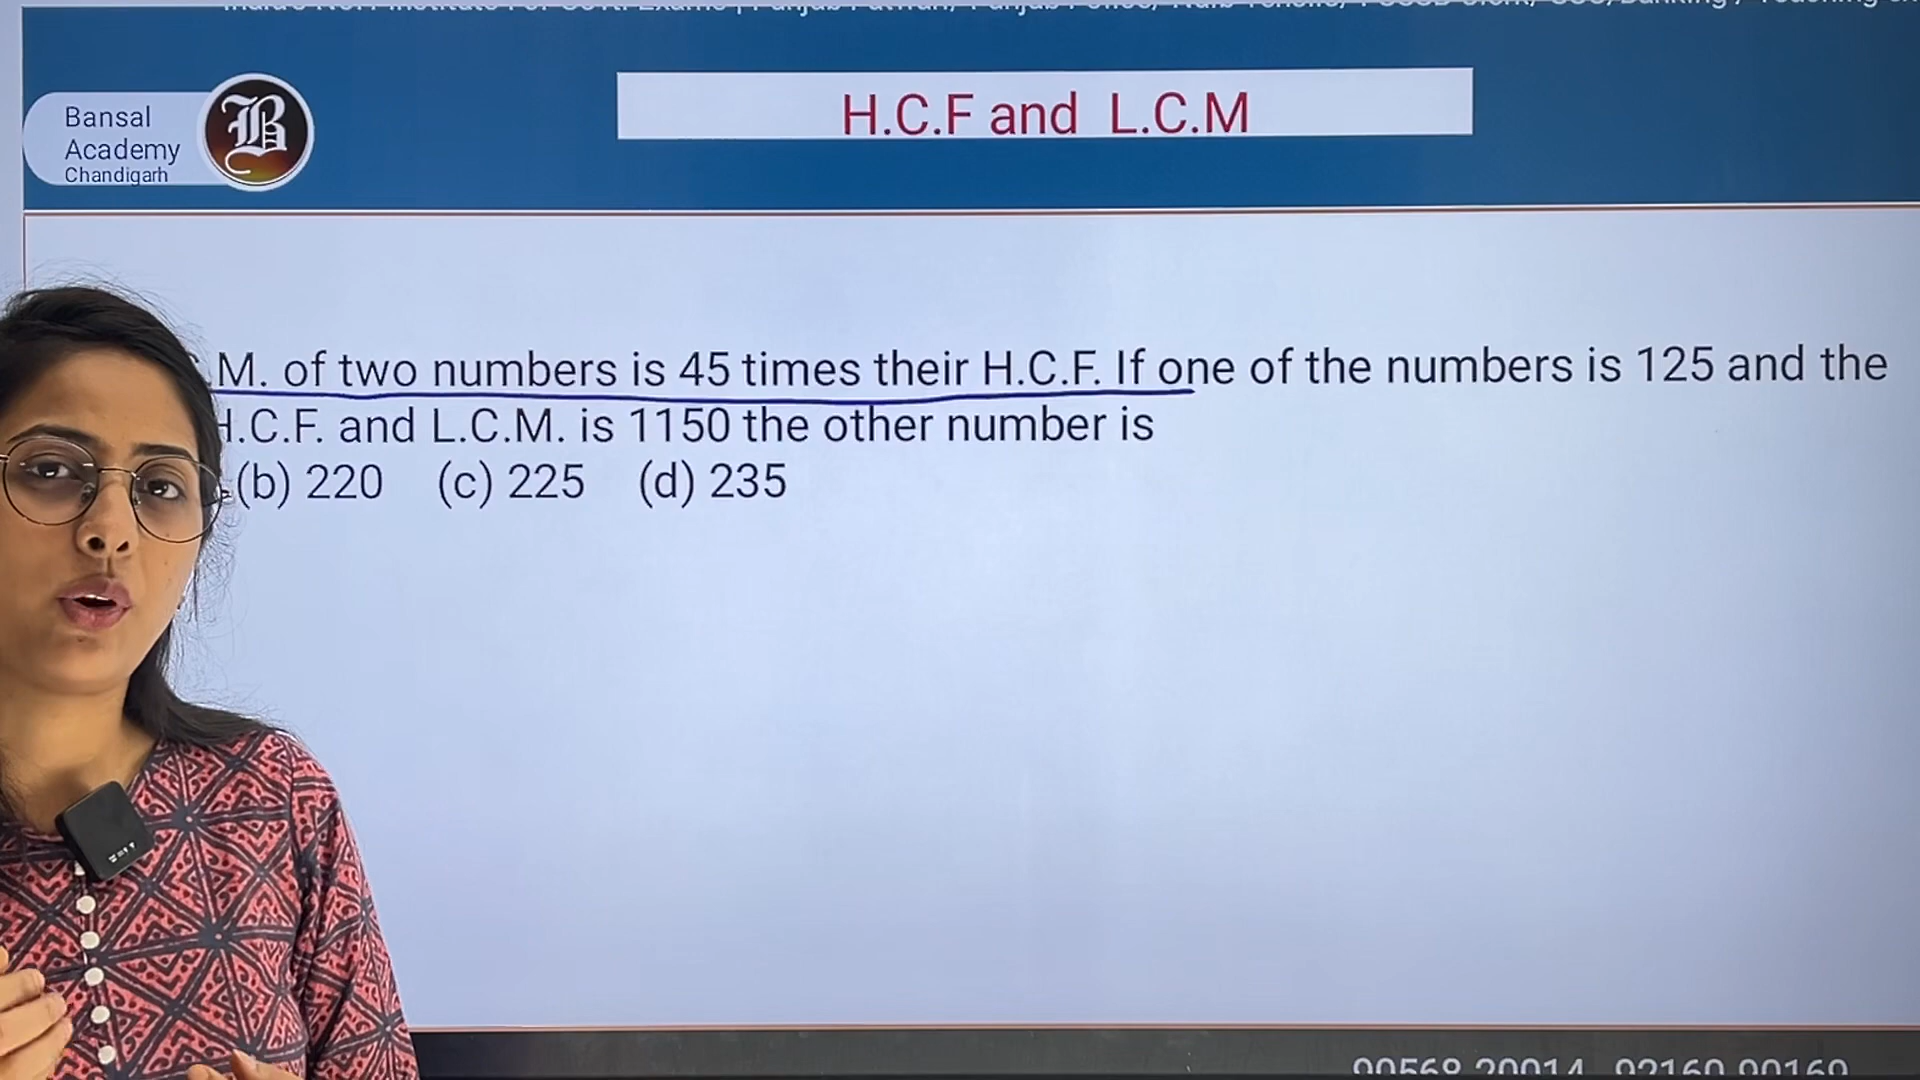 H.C.F and L.C.M
Bansal
Academy
Chandigarh
B
.M. of two numbers is 45 times their H.C.F. If one of the numbers is 125 and the
H.C.F. and L.C.M. is 1150 the other number is
(b) 220 (c) 225 (d) 235